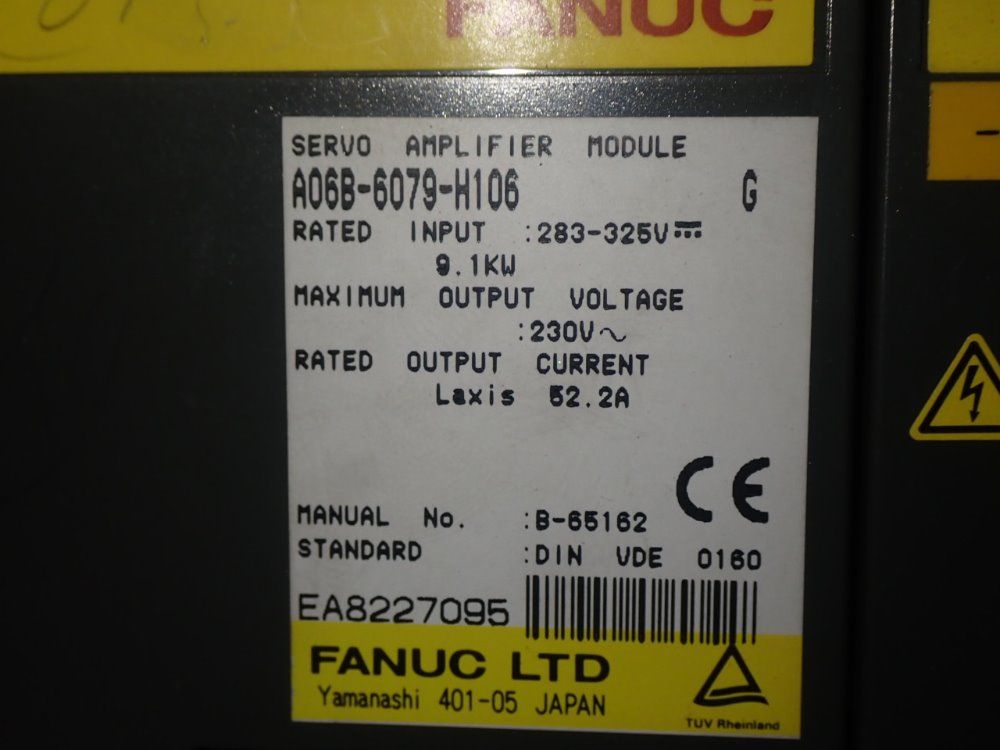 FANUC
SERVO AMPLIFIER MODULE
A06B-6079-H106 G
RATED INPUT :283-325V⎓
9.1KW
MAXIMUM OUTPUT VOLTAGE
:230V~
RATED OUTPUT CURRENT
Laxis 52.2A
CE
MANUAL No. :B-65162
STANDARD :DIN VDE 0160
EA8227095
FANUC LTD
Yamanashi 401-05 JAPAN
TUV Rheinland